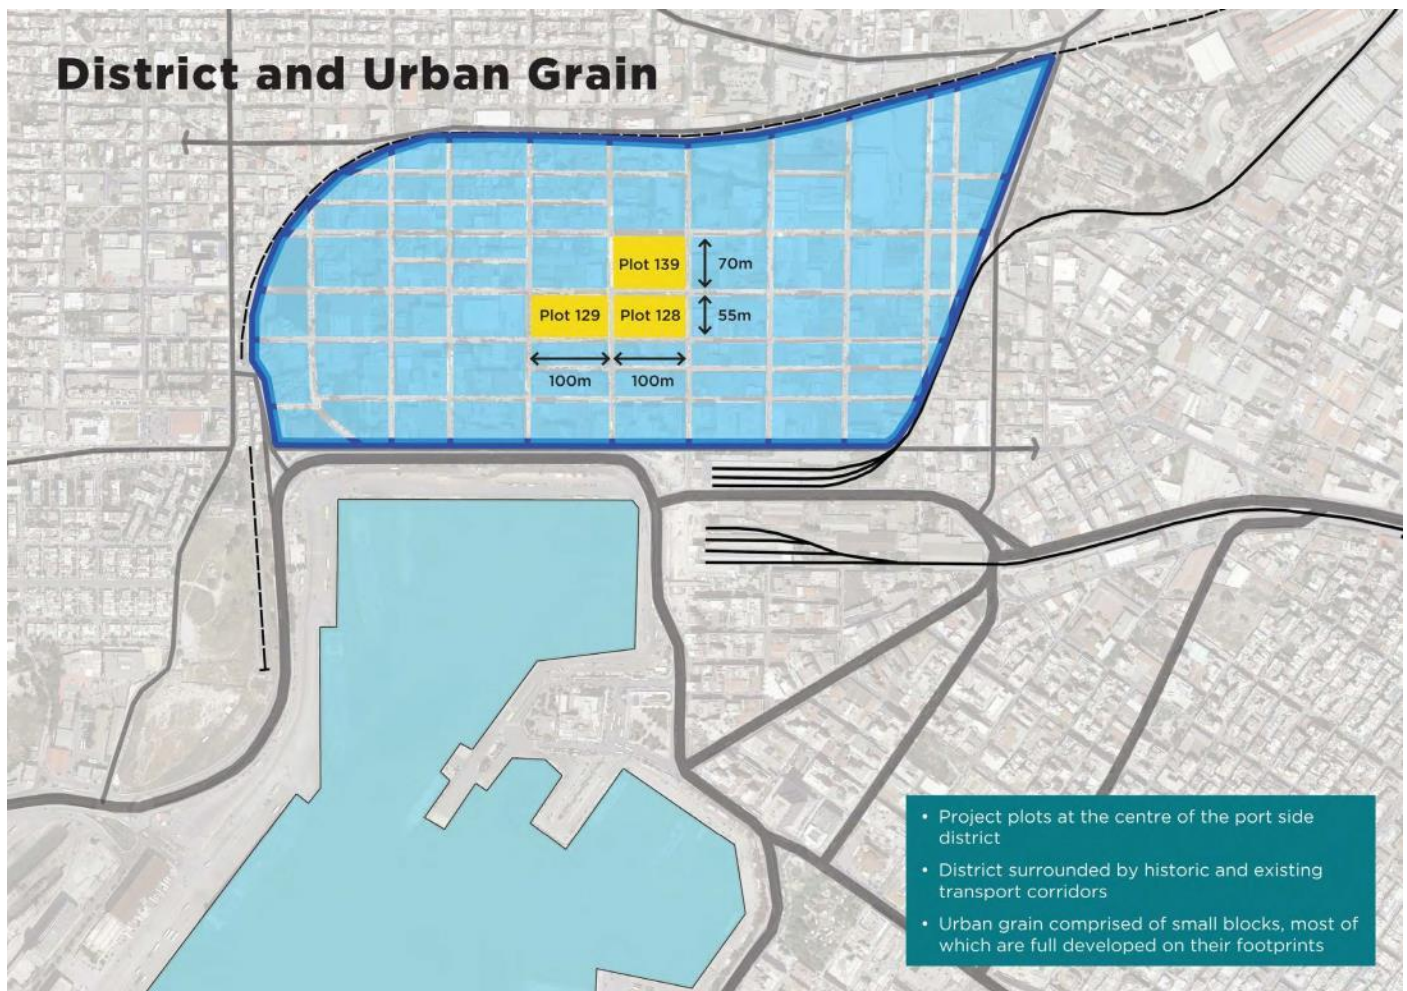 District and Urban Grain
Plot 139
70m
Plot 129
Plot 128
55m
100m
100m
• Project plots at the centre of the port side
district
• District surrounded by historic and existing
transport corridors
• Urban grain comprised of small blocks, most of
which are full developed on their footprints